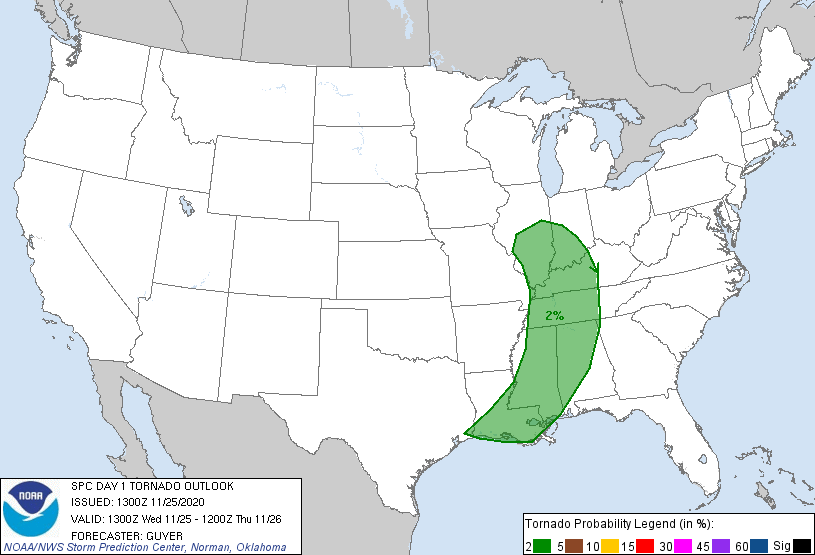 2%
SPC DAY 1 TORNADO OUTLOOK
ISSUED: 1300Z 11/25/2020
VALID: 1300Z Wed 11/25 - 1200Z Thu 11/26
FORECASTER: GUYER
NOAA/NWS Storm Prediction Center, Norman, Oklahoma
NOAA
Tornado Probability Legend (in %):
2 5 10 15 30 45 60 Sig